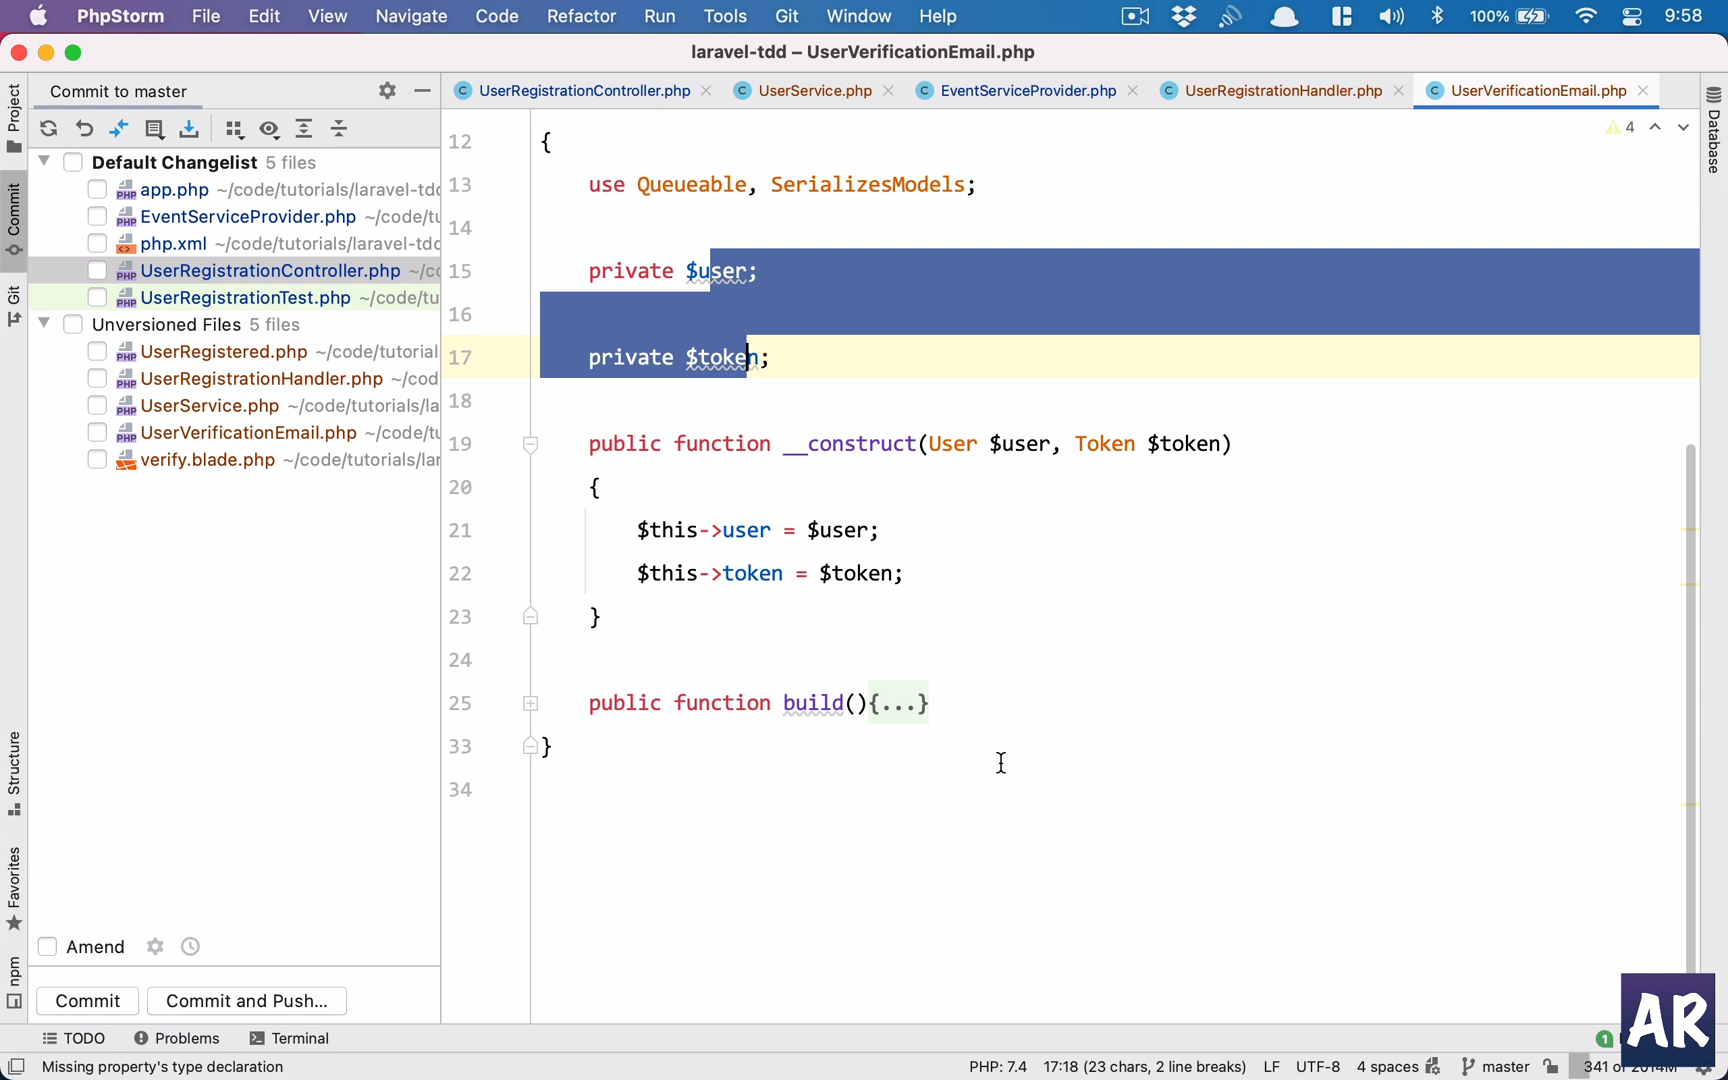 PhpStorm File Edit View Navigate Code Refactor Run Tools Git Window Help 100% 9:58
laravel-tdd – UserVerificationEmail.php
Commit to master
UserRegistrationController.php UserService.php EventServiceProvider.php UserRegistrationHandler.php UserVerificationEmail.php
Project
Commit
Git
Structure
Favorites
npm
Database
Default Changelist 5 files
app.php ~/code/tutorials/laravel-tdd
EventServiceProvider.php ~/code/tu
php.xml ~/code/tutorials/laravel-tdd
UserRegistrationController.php ~/co
UserRegistrationTest.php ~/code/tu
Unversioned Files 5 files
UserRegistered.php ~/code/tutorial
UserRegistrationHandler.php ~/cod
UserService.php ~/code/tutorials/la
UserVerificationEmail.php ~/code/tu
verify.blade.php ~/code/tutorials/lar
4
12 {
13 use Queueable, SerializesModels;
14
15 private $user;
16
17 private $token;
18
19 public function __construct(User $user, Token $token)
20 {
21 $this->user = $user;
22 $this->token = $token;
23 }
24
25 public function build(){...}
33 }
34
Amend
Commit Commit and Push...
TODO Problems Terminal
1
AR
Missing property's type declaration PHP: 7.4 17:18 (23 chars, 2 line breaks) LF UTF-8 4 spaces master 341 of 2014M